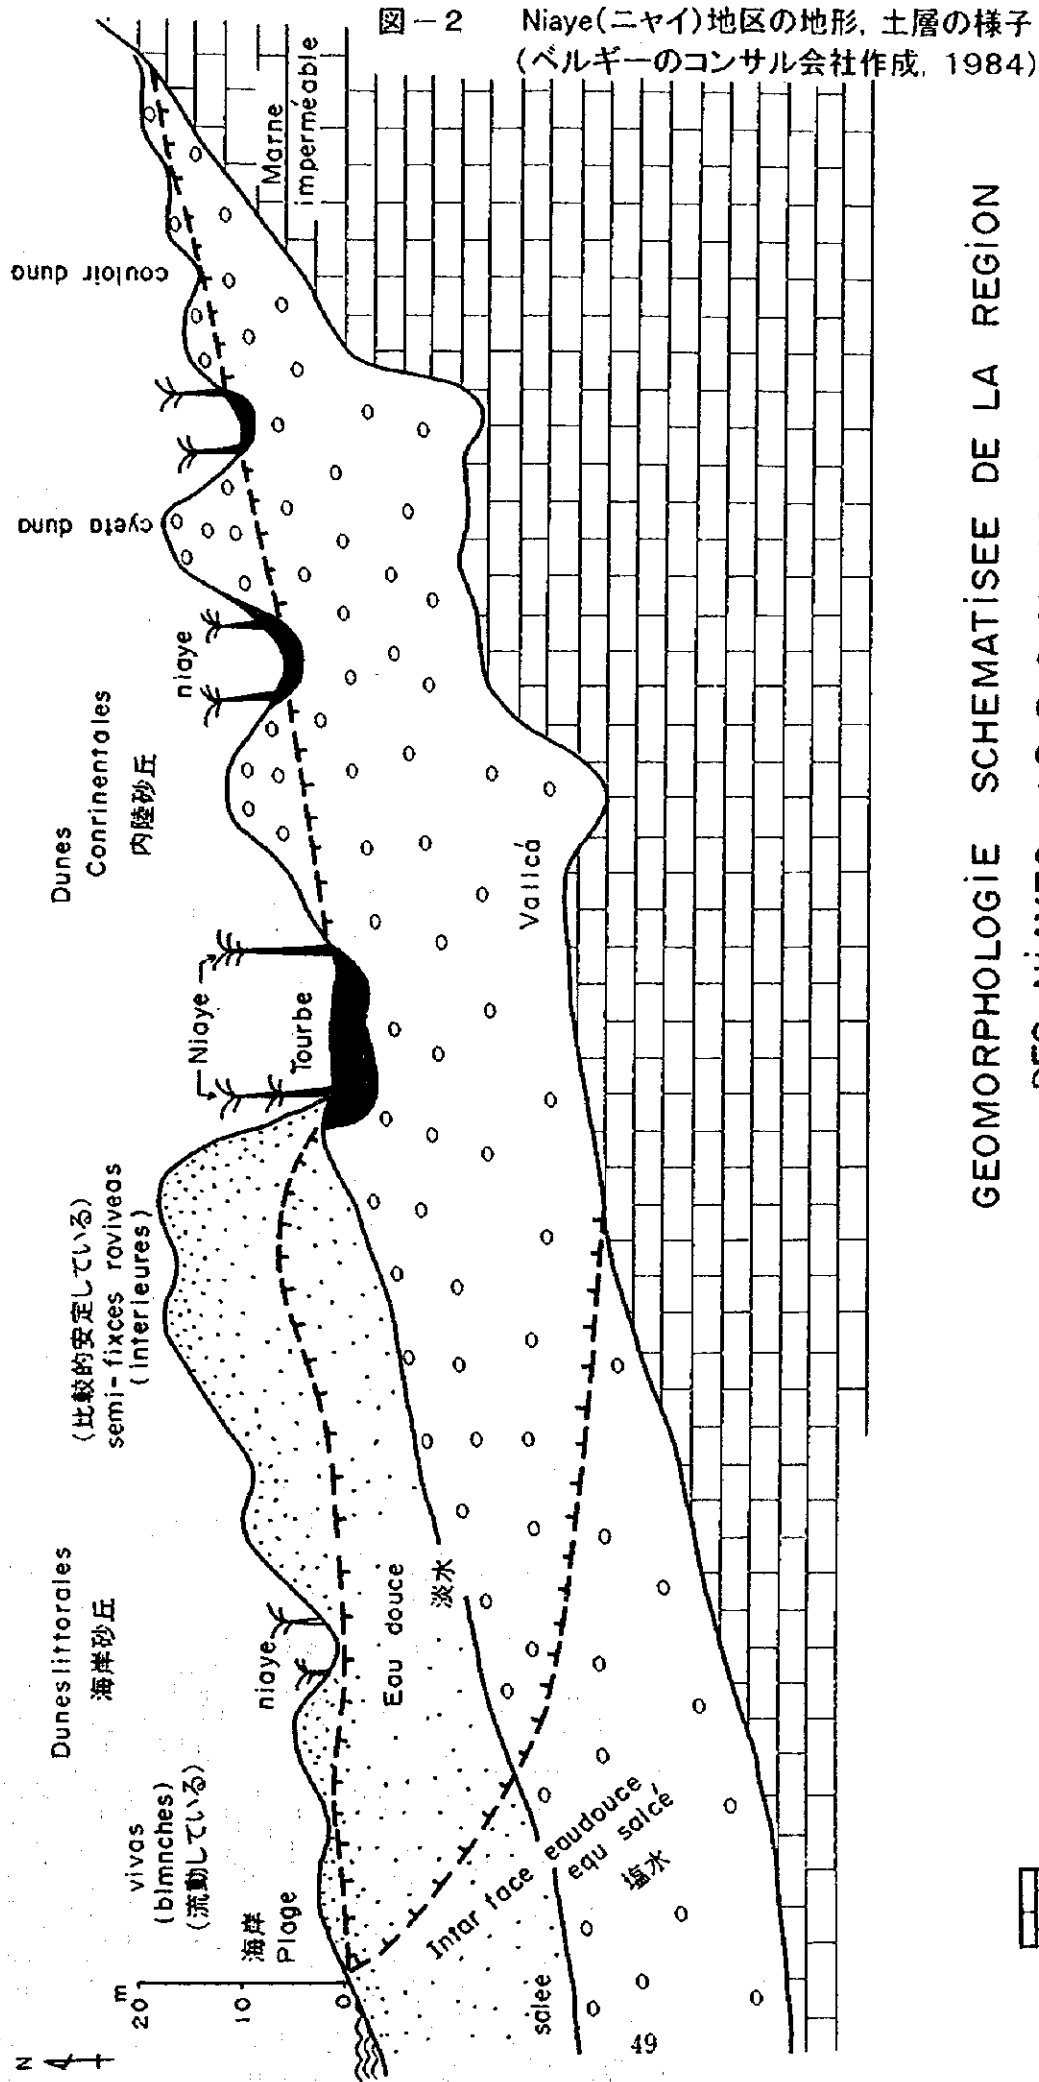 図－2 Niaye(ニャイ)地区の地形, 土層の様子
(ベルギーのコンサル会社作成, 1984)
N
20 m
10
0
海岸
Plage
vivas
(blmnches)
(流動している)
Duneslittorales
海岸砂丘
niaye
(比較的安定している)
semi-fixces raviveas
(interieures)
Niaye
Tourbe
Dunes
Conrinentales
内陸砂丘
niaye
cyeta duna
couloir duna
Marne
imperméable
Eau douce
淡水
Vallcá
Intar face eaudouce
equ salcé
塩水
salée
49
GEOMORPHOLOGIE SCHEMATISEE DE LA REGION
DES NIAYES